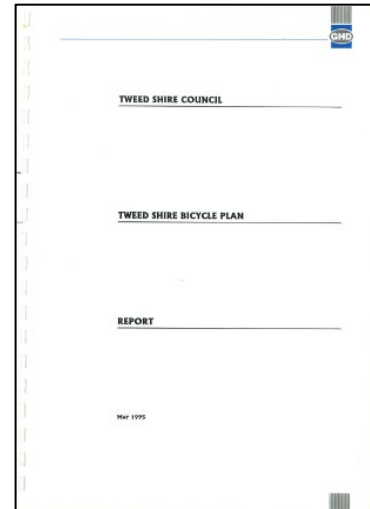 GHD
TWEED SHIRE COUNCIL
TWEED SHIRE BICYCLE PLAN
REPORT
MAY 1995